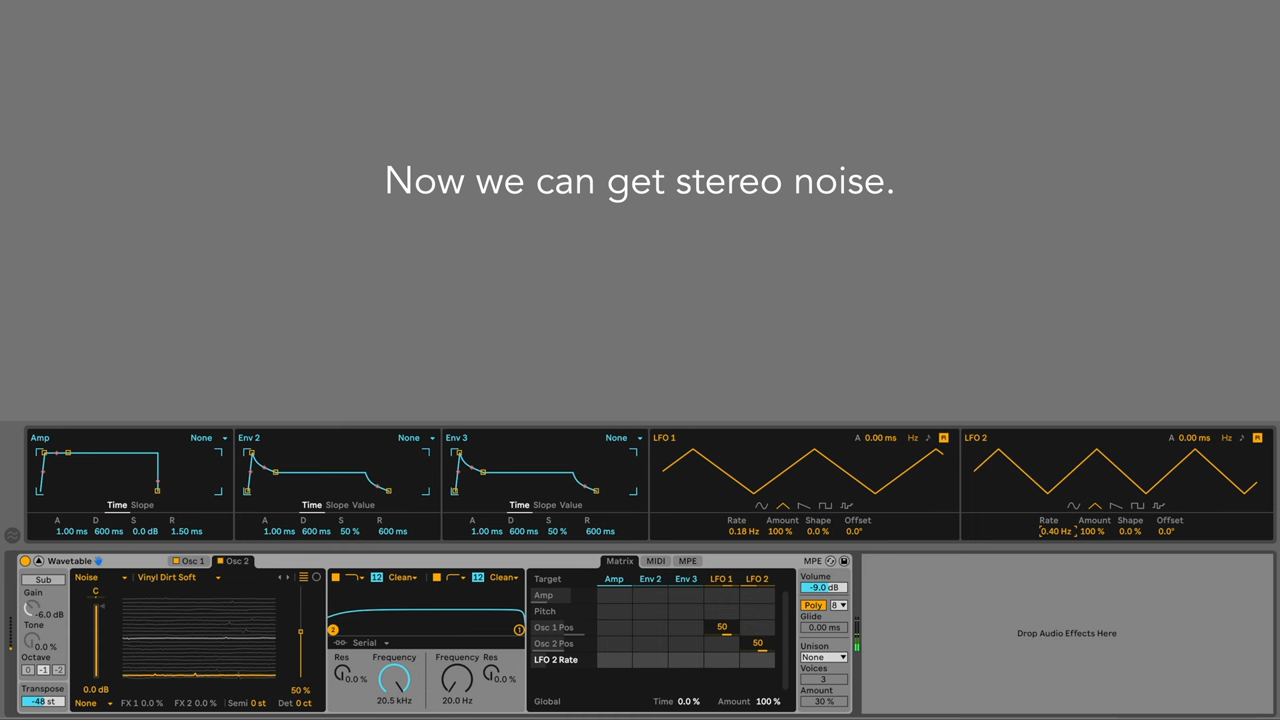 Now we can get stereo noise.
Amp None Env 2 None Env 3 None LFO 1 A 0.00 ms Hz R LFO 2 A 0.00 ms Hz R
Time Slope Time Slope Value Time Slope Value
A D S R A D S R A D S R Rate Amount Shape Offset Rate Amount Shape Offset
1.00 ms 600 ms 0.0 dB 1.50 ms 1.00 ms 600 ms 50 % 600 ms 1.00 ms 600 ms 50 % 600 ms 0.18 Hz 100 % 0.0 % 0.0° 0.40 Hz 100 % 0.0 % 0.0°
Wavetable Osc 1 Osc 2 Matrix MIDI MPE MPE
Sub Noise Vinyl Dirt Soft 12 Clean 12 Clean Target Amp Env 2 Env 3 LFO 1 LFO 2 Volume
Gain C -9.0 dB
-6.0 dB Amp Poly 8
Tone Pitch Glide
0.0 % Osc 1 Pos 50 0.00 ms
Octave 2 1 Serial Osc 2 Pos 50 Unison
0 -1 -2 Res Frequency Frequency Res LFO 2 Rate None
0.0 % 0.0 % Voices
Transpose 0.0 dB 50 % 3
-48 st None FX 1 0.0 % FX 2 0.0 % Semi 0 st Det 0 ct 20.5 kHz 20.0 Hz Global Time 0.0 % Amount 100 % Amount
30 %
Drop Audio Effects Here